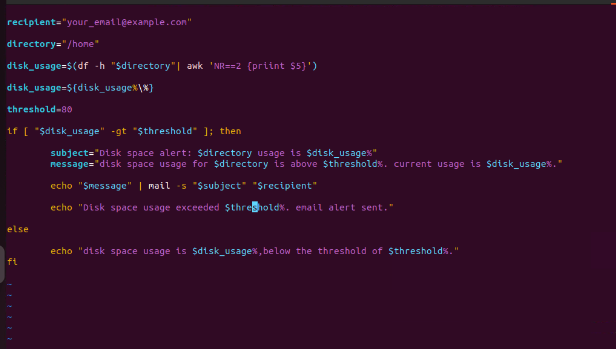 recipient="your_email@example.com"
directory="/home"
disk_usage=$(df -h "$directory"| awk 'NR==2 {priint $5}')
disk_usage=${disk_usage%\%}
threshold=80
if [ "$disk_usage" -gt "$threshold" ]; then
subject="Disk space alert: $directory usage is $disk_usage%"
message="disk space usage for $directory is above $threshold%. current usage is $disk_usage%."
echo "$message" | mail -s "$subject" "$recipient"
echo "Disk space usage exceeded $threshold%. email alert sent."
else
echo "disk space usage is $disk_usage%,below the threshold of $threshold%."
fi
~
~
~
~
~
~